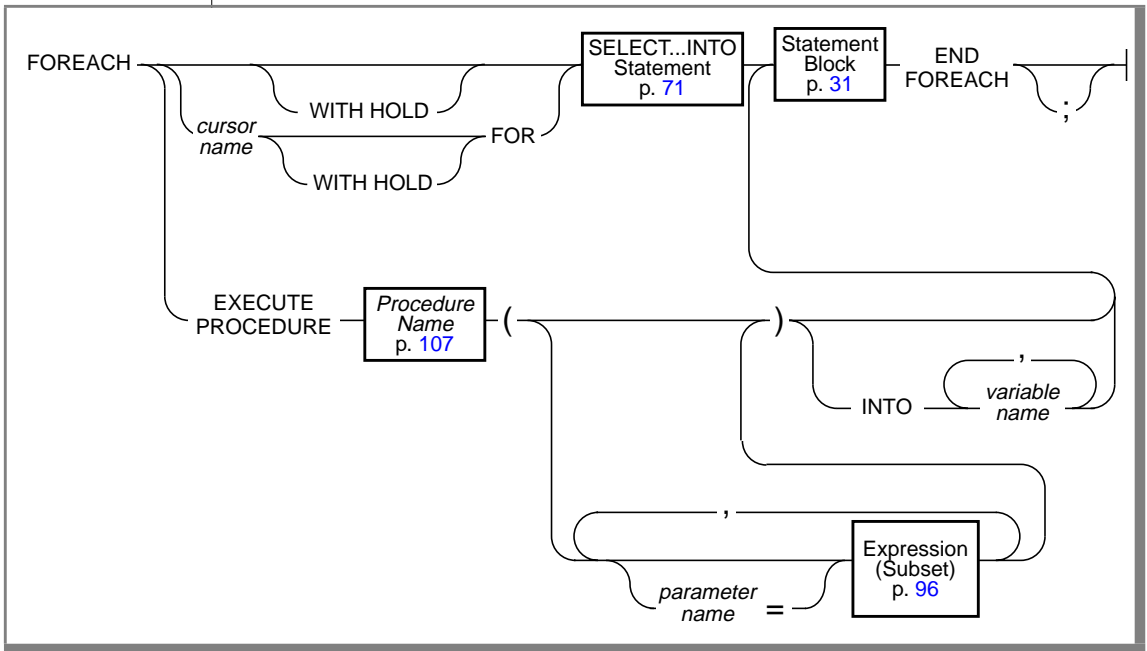 FOREACH
WITH HOLD
cursor
name
WITH HOLD
FOR
SELECT...INTO
Statement
p. 71
Statement
Block
p. 31
END
FOREACH
;
EXECUTE
PROCEDURE
Procedure
Name
p. 107
(
)
INTO
,
variable
name
,
parameter
name =
Expression
(Subset)
p. 96